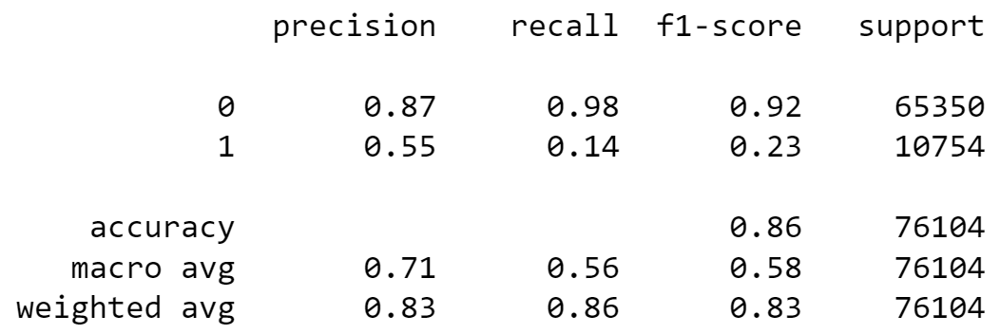 precision recall f1-score support
0 0.87 0.98 0.92 65350
1 0.55 0.14 0.23 10754
accuracy 0.86 76104
macro avg 0.71 0.56 0.58 76104
weighted avg 0.83 0.86 0.83 76104